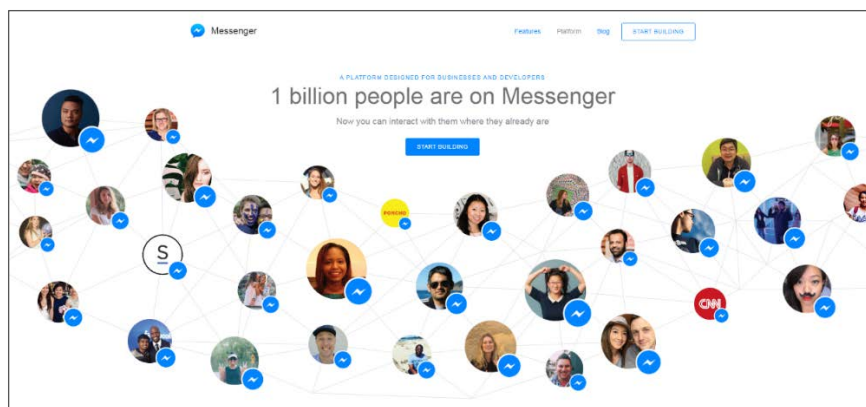 Messenger
Features Platform Blog START BUILDING
A PLATFORM DESIGNED FOR BUSINESSES AND DEVELOPERS
1 billion people are on Messenger
Now you can interact with them where they already are
START BUILDING
PONCHO
S
CNN